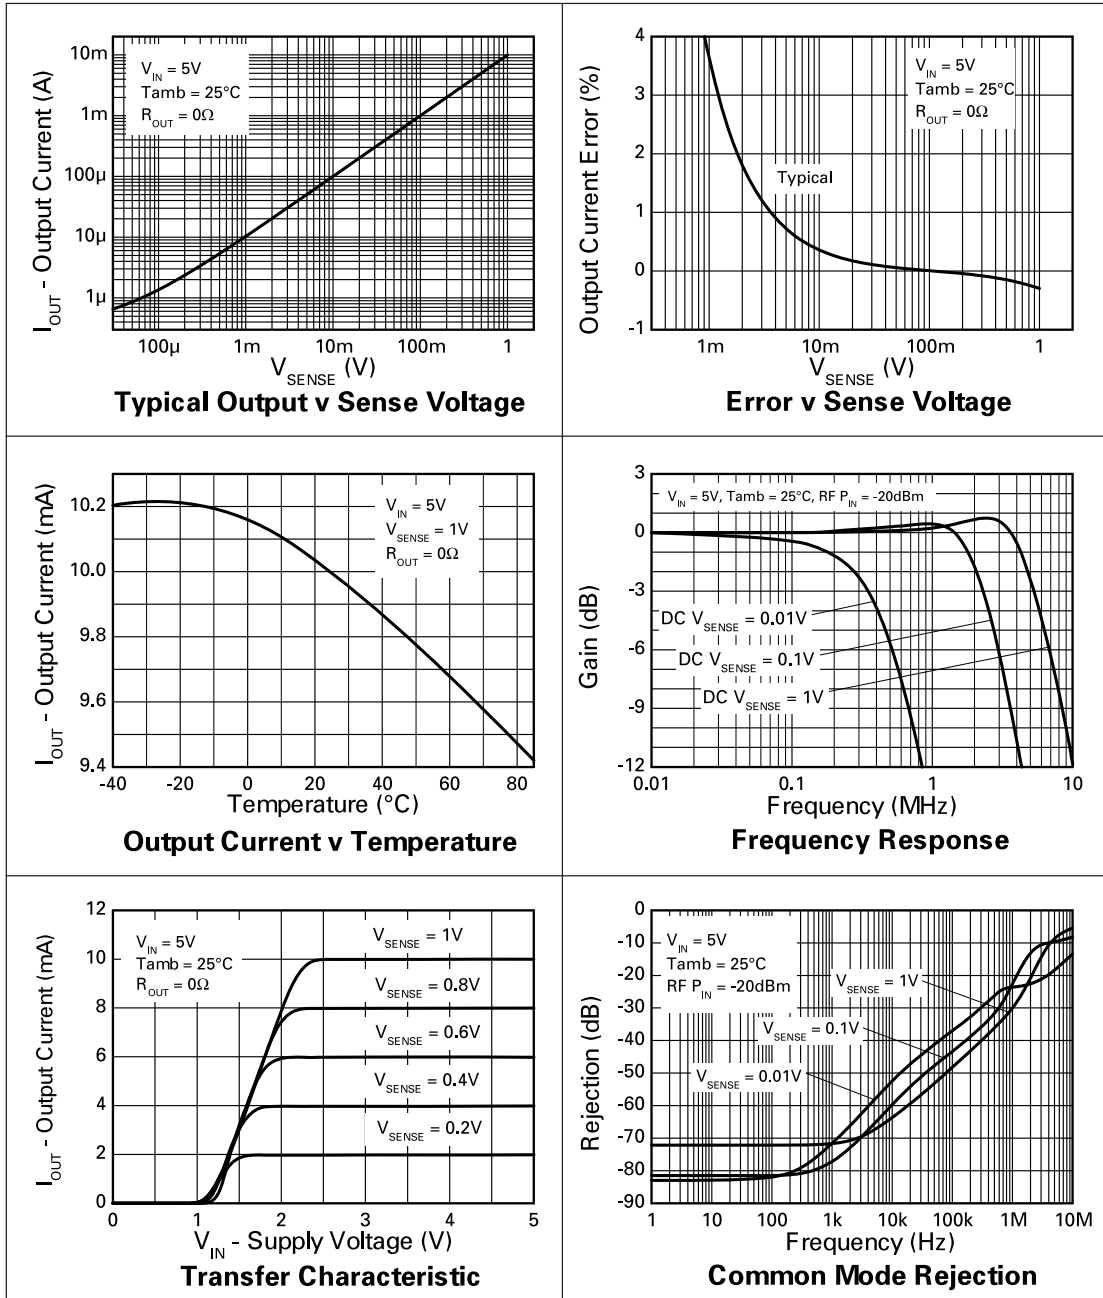 I_OUT - Output Current (A)
10m
1m
100µ
10µ
1µ
V_IN = 5V
Tamb = 25°C
R_OUT = 0Ω
100µ 1m 10m 100m 1
V_SENSE (V)
Typical Output v Sense Voltage
Output Current Error (%)
4
3
2
1
0
-1
V_IN = 5V
Tamb = 25°C
R_OUT = 0Ω
Typical
1m 10m 100m 1
V_SENSE (V)
Error v Sense Voltage
I_OUT - Output Current (mA)
10.2
10.0
9.8
9.6
9.4
V_IN = 5V
V_SENSE = 1V
R_OUT = 0Ω
-40 -20 0 20 40 60 80
Temperature (°C)
Output Current v Temperature
Gain (dB)
3
0
-3
-6
-9
-12
V_IN = 5V, Tamb = 25°C, RF P_IN = -20dBm
DC V_SENSE = 0.01V
DC V_SENSE = 0.1V
DC V_SENSE = 1V
0.01 0.1 1 10
Frequency (MHz)
Frequency Response
I_OUT - Output Current (mA)
12
10
8
6
4
2
0
V_IN = 5V
Tamb = 25°C
R_OUT = 0Ω
V_SENSE = 1V
V_SENSE = 0.8V
V_SENSE = 0.6V
V_SENSE = 0.4V
V_SENSE = 0.2V
0 1 2 3 4 5
V_IN - Supply Voltage (V)
Transfer Characteristic
Rejection (dB)
0
-10
-20
-30
-40
-50
-60
-70
-80
-90
V_IN = 5V
Tamb = 25°C
RF P_IN = -20dBm
V_SENSE = 1V
V_SENSE = 0.1V
V_SENSE = 0.01V
1 10 100 1k 10k 100k 1M 10M
Frequency (Hz)
Common Mode Rejection